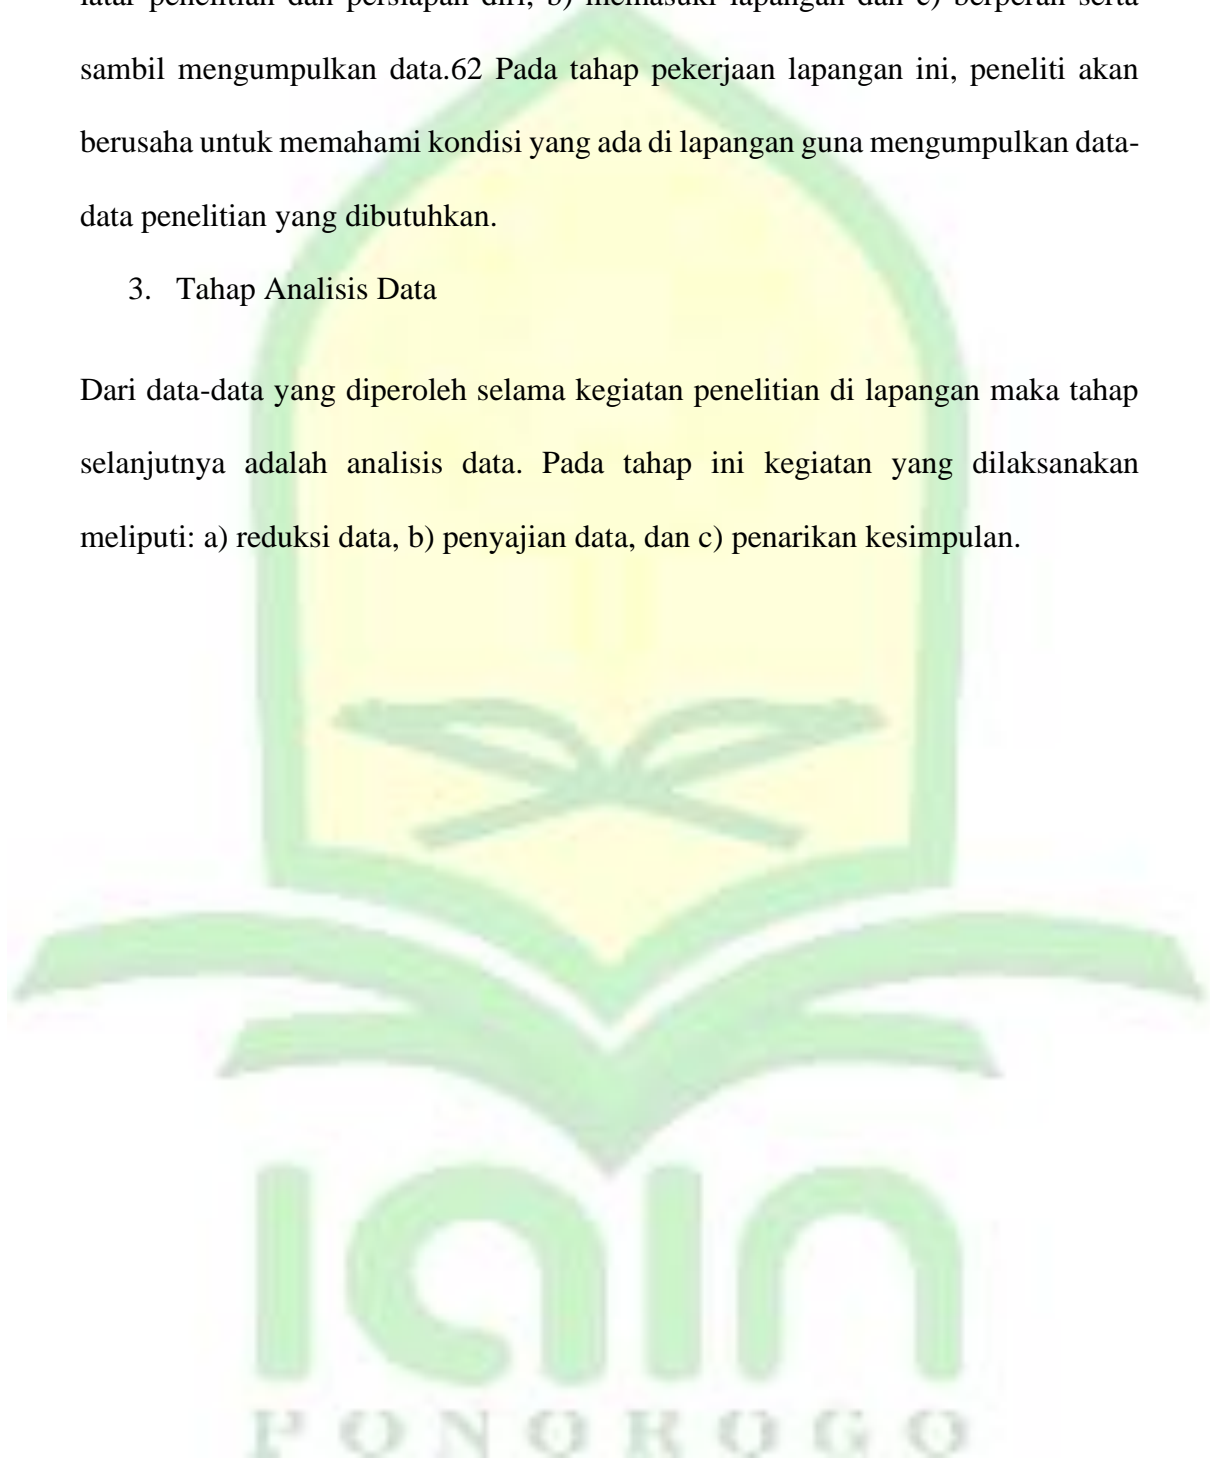 latar penelitian dan persiapan diri, b) memasuki lapangan dan c) berperan serta
sambil mengumpulkan data.62 Pada tahap pekerjaan lapangan ini, peneliti akan
berusaha untuk memahami kondisi yang ada di lapangan guna mengumpulkan data-
data penelitian yang dibutuhkan.
3. Tahap Analisis Data
Dari data-data yang diperoleh selama kegiatan penelitian di lapangan maka tahap
selanjutnya adalah analisis data. Pada tahap ini kegiatan yang dilaksanakan
meliputi: a) reduksi data, b) penyajian data, dan c) penarikan kesimpulan.
iain
PONOROGO